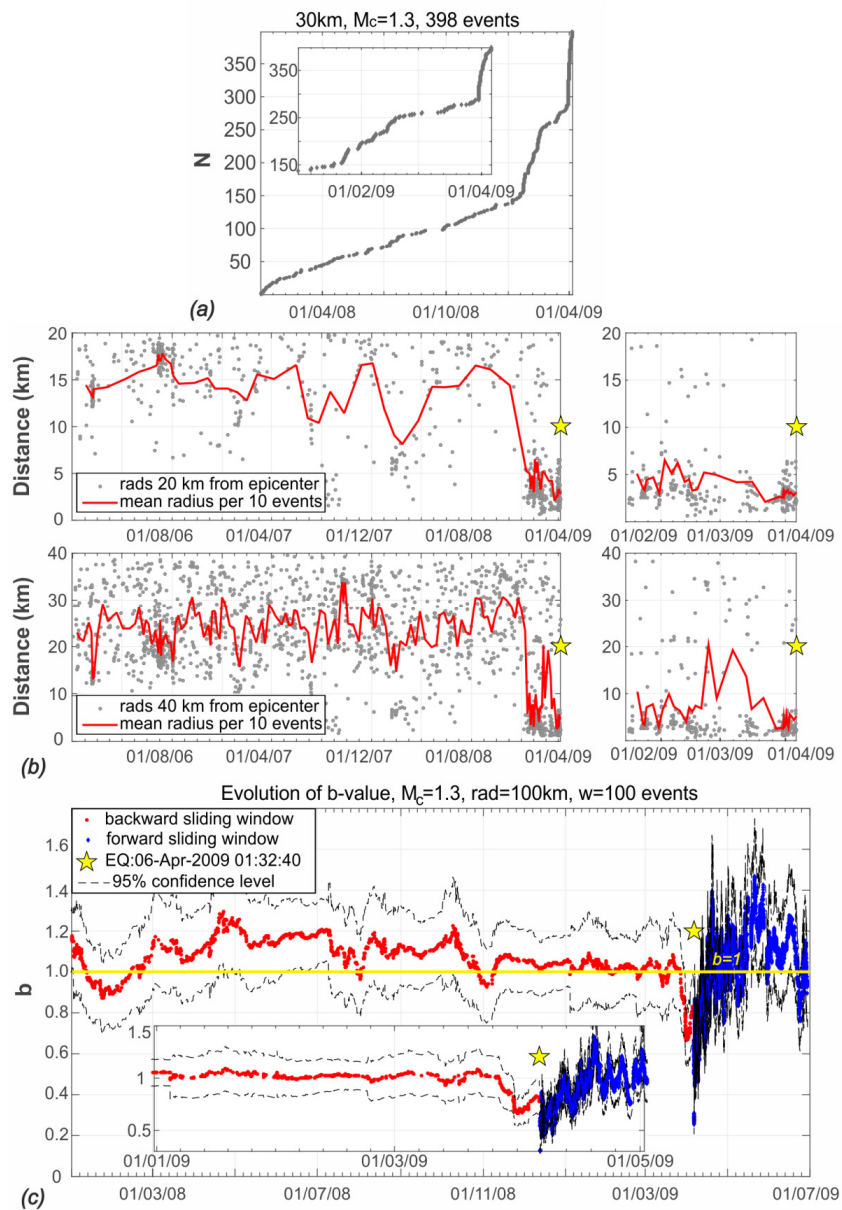 30km, Mc=1.3, 398 events
N
350
300
250
200
150
100
50
350
250
150
01/02/09 01/04/09
01/04/08 01/10/08 01/04/09
(a)
Distance (km)
20
15
10
5
0
rads 20 km from epicenter
mean radius per 10 events
01/08/06 01/04/07 01/12/07 01/08/08 01/04/09
20
15
10
5
0
01/02/09 01/03/09 01/04/09
Distance (km)
40
30
20
10
0
rads 40 km from epicenter
mean radius per 10 events
01/08/06 01/04/07 01/12/07 01/08/08 01/04/09
40
30
20
10
0
01/02/09 01/03/09 01/04/09
(b)
Evolution of b-value, Mc=1.3, rad=100km, w=100 events
b
1.6
1.4
1.2
1.0
0.8
0.6
0.4
0.2
0
backward sliding window
forward sliding window
EQ:06-Apr-2009 01:32:40
95% confidence level
b=1
1.5
1
0.5
01/01/09 01/03/09 01/05/09
01/03/08 01/07/08 01/11/08 01/03/09 01/07/09
(c)